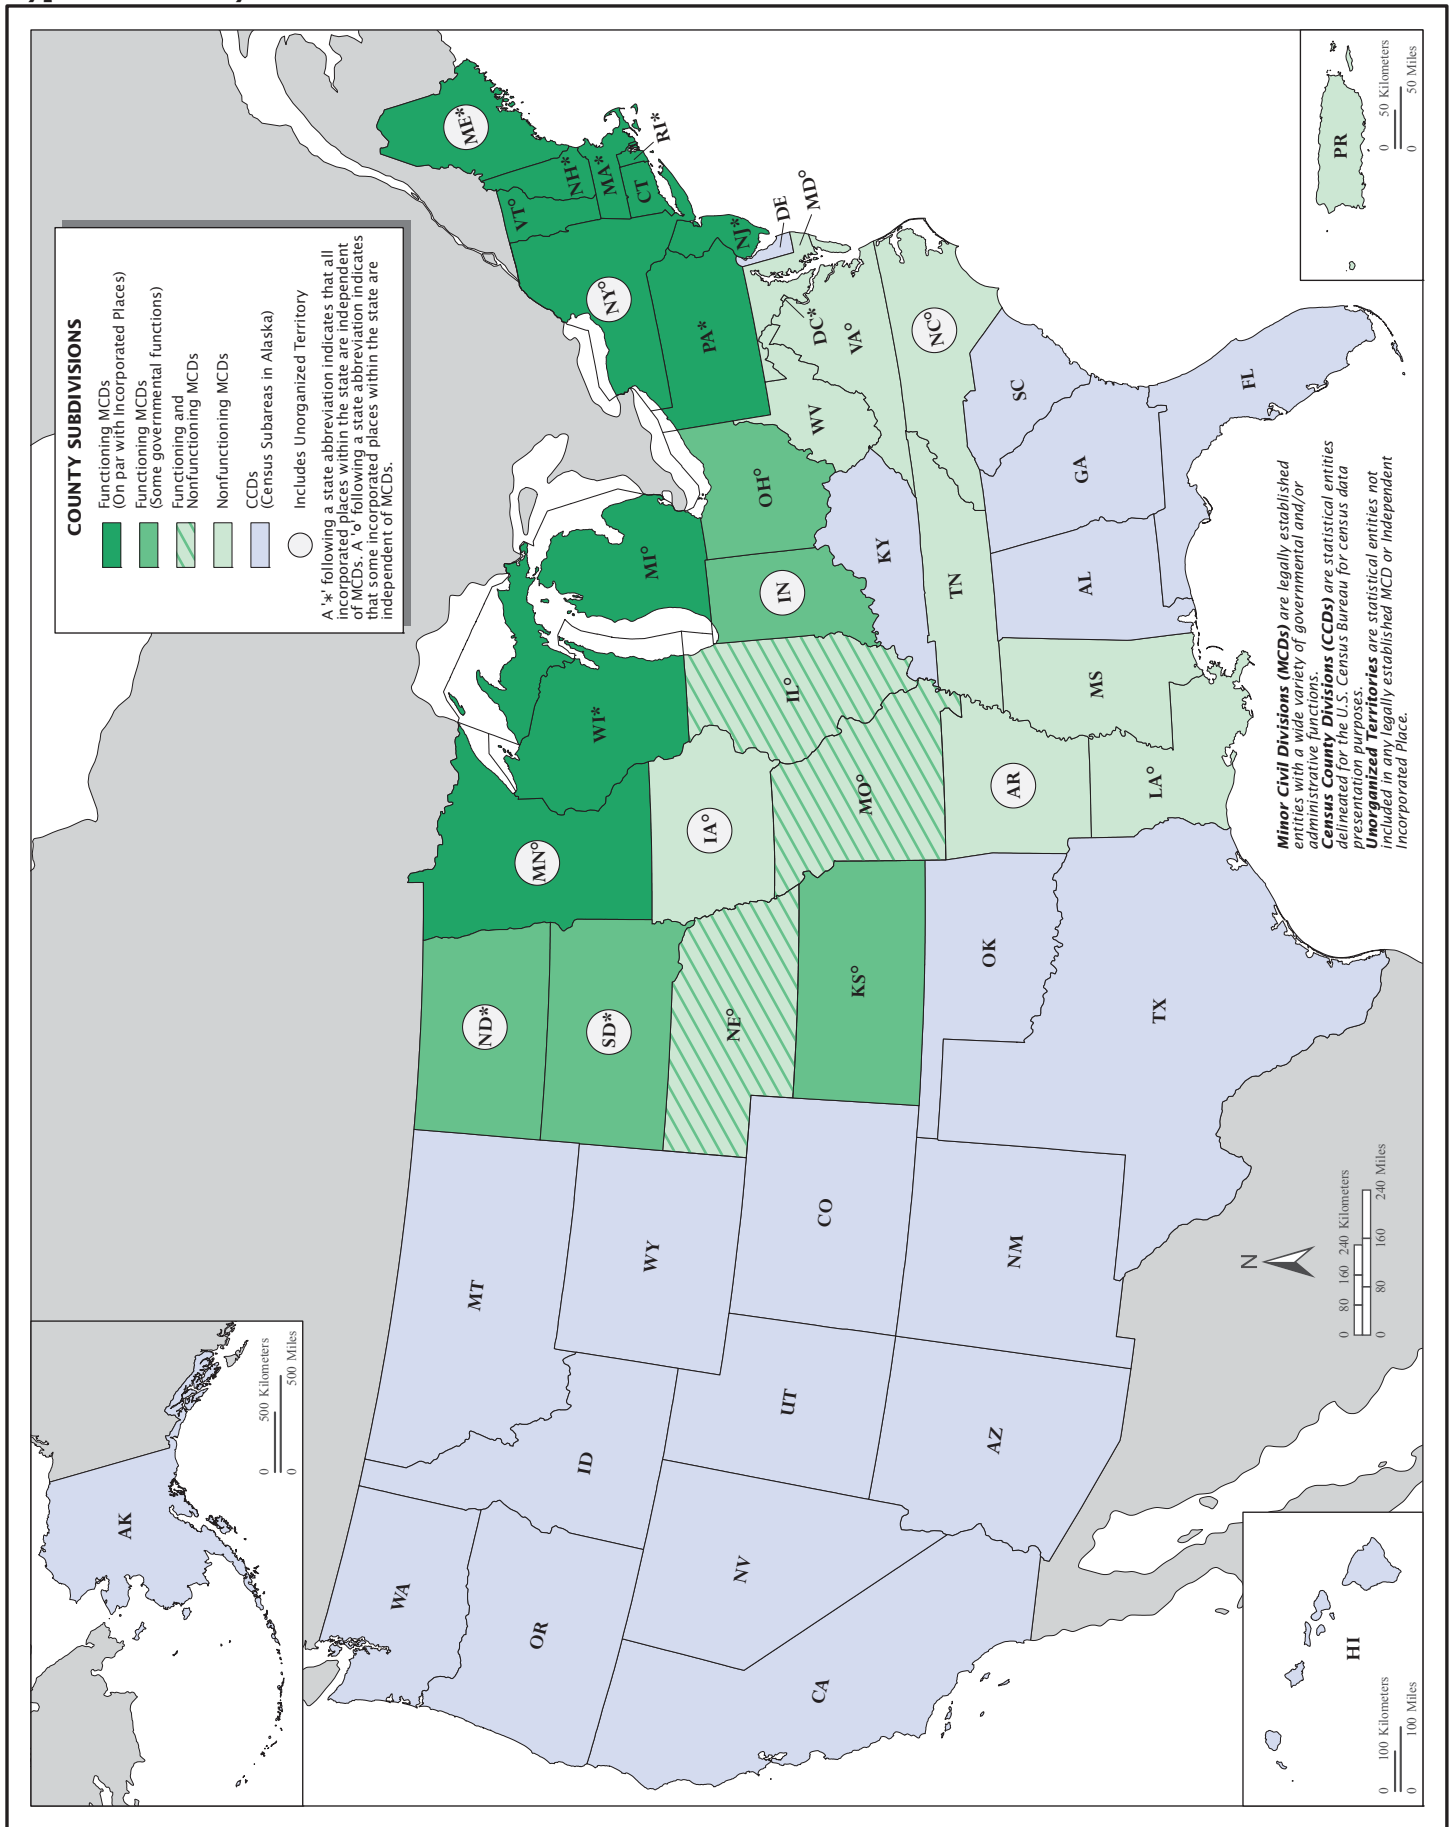 COUNTY SUBDIVISIONS
Functioning MCDs
(On par with Incorporated Places)
Functioning MCDs
(Some governmental functions)
Functioning and
Nonfunctioning MCDs
Nonfunctioning MCDs
CCDs
(Census Subareas in Alaska)
Includes Unorganized Territory
A '*' following a state abbreviation indicates that all
incorporated places within the state are independent
of MCDs. A '°' following a state abbreviation indicates
that some incorporated places within the state are
independent of MCDs.
AK
0 500 Kilometers
0 500 Miles
WA
OR
CA
NV
ID
MT
WY
UT
AZ
CO
NM
ND*
SD*
NE°
KS°
OK
TX
MN°
IA°
MO°
AR
LA°
WI*
IL°
MS
MI°
IN
OH°
KY
TN
AL
GA
FL
SC
NC°
VA°
WV
DC*
MD°
DE
PA*
NJ*
NY°
CT
RI*
MA*
VT°
NH*
ME*
HI
0 100 Kilometers
0 100 Miles
N
0 80 160 240 Kilometers
0 80 160 240 Miles
Minor Civil Divisions (MCDs) are legally established
entities with a wide variety of governmental and/or
administrative functions.
Census County Divisions (CCDs) are statistical entities
delineated for the U.S. Census Bureau for census data
presentation purposes.
Unorganized Territories are statistical entities not
included in any legally established MCD or Independent
Incorporated Place.
PR
0 50 Kilometers
0 50 Miles